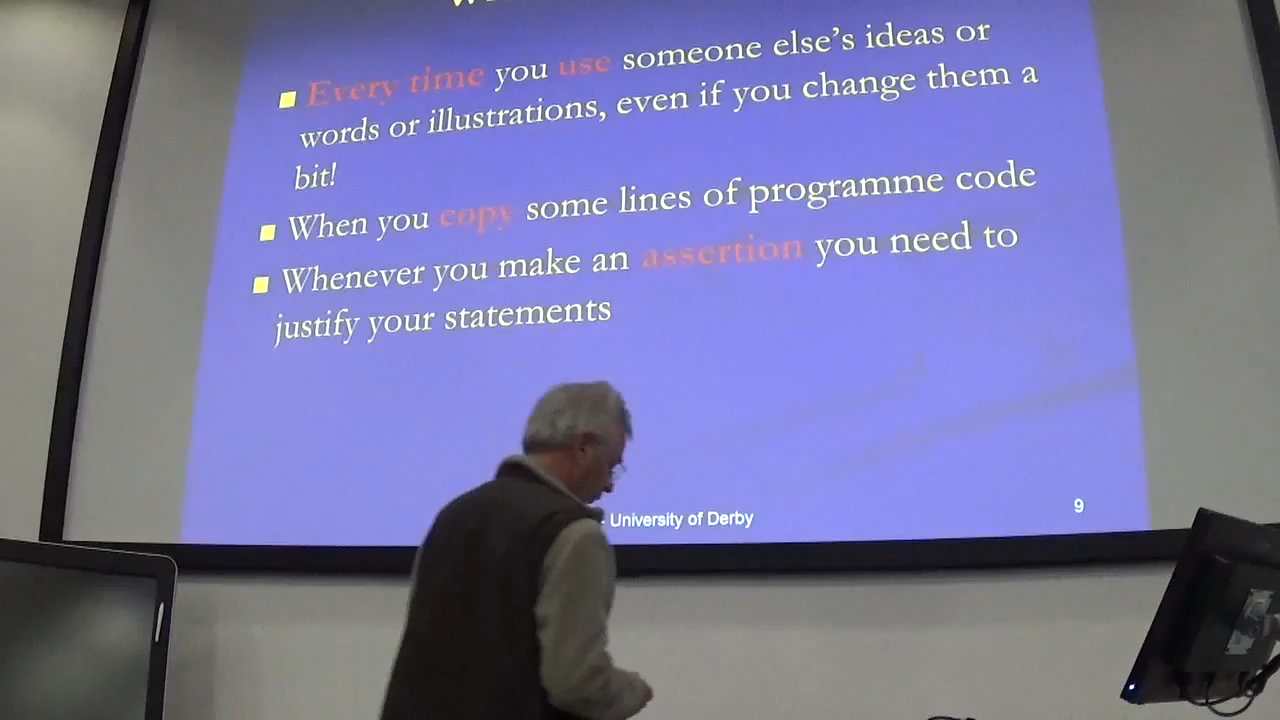 Every time you use someone else's ideas or
words or illustrations, even if you change them a
bit!
When you copy some lines of programme code
Whenever you make an assertion you need to
justify your statements
- University of Derby
9